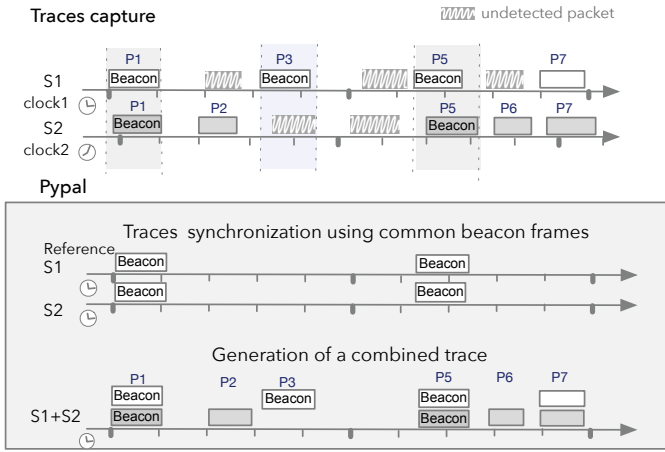 Traces capture
undetected packet
P1 P3 P5 P7
S1 Beacon Beacon Beacon
clock1
P1 P2 P5 P6 P7
S2 Beacon Beacon
clock2
Pypal
Traces synchronization using common beacon frames
Reference
S1 Beacon Beacon
S2 Beacon Beacon
Generation of a combined trace
P1 P2 P3 P5 P6 P7
Beacon Beacon Beacon
S1+S2 Beacon Beacon